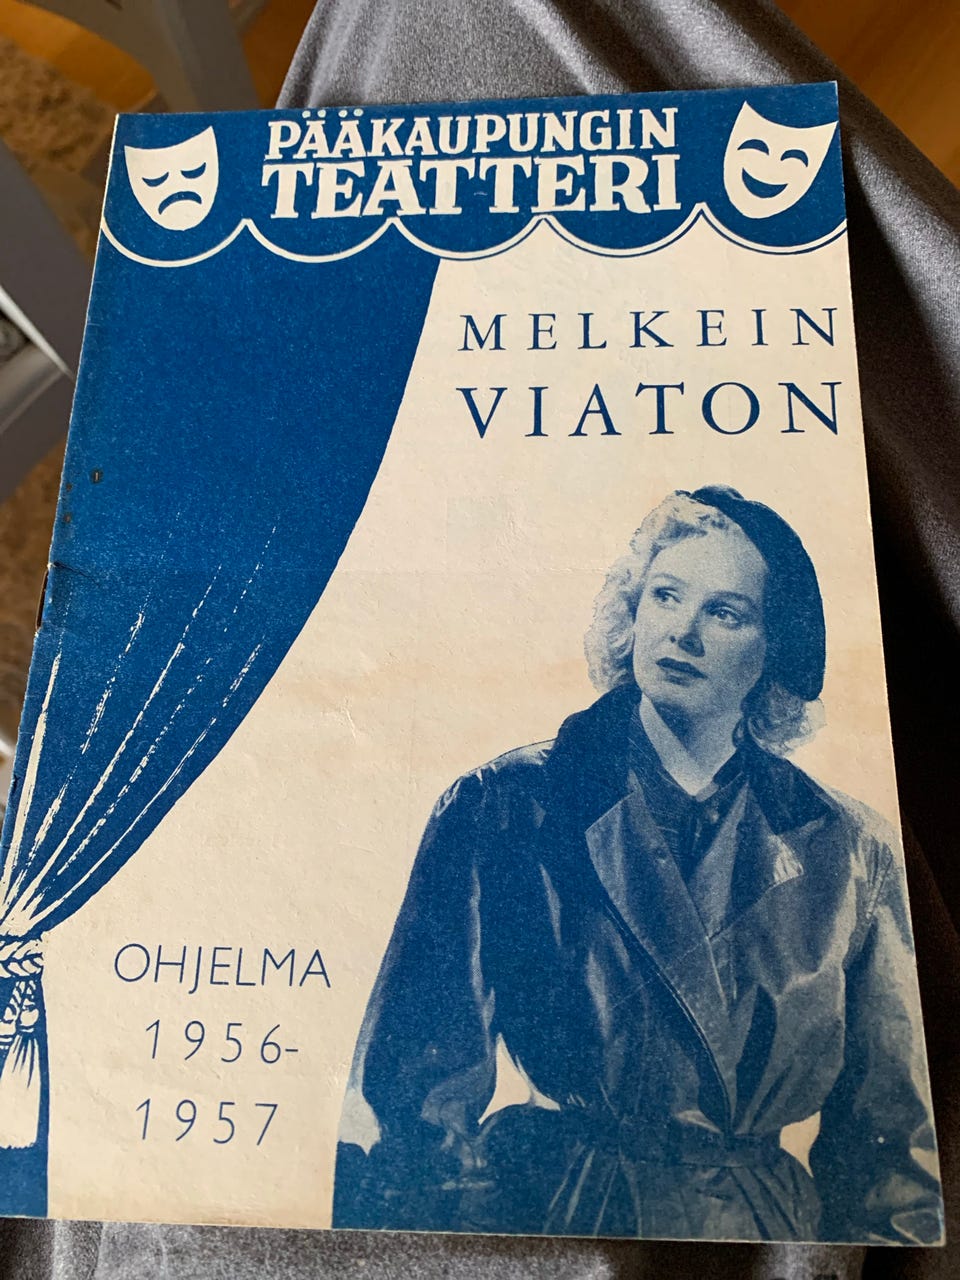 PÄÄKAUPUNGIN
TEATTERI
MELKEIN
VIATON
OHJELMA
1956-
1957